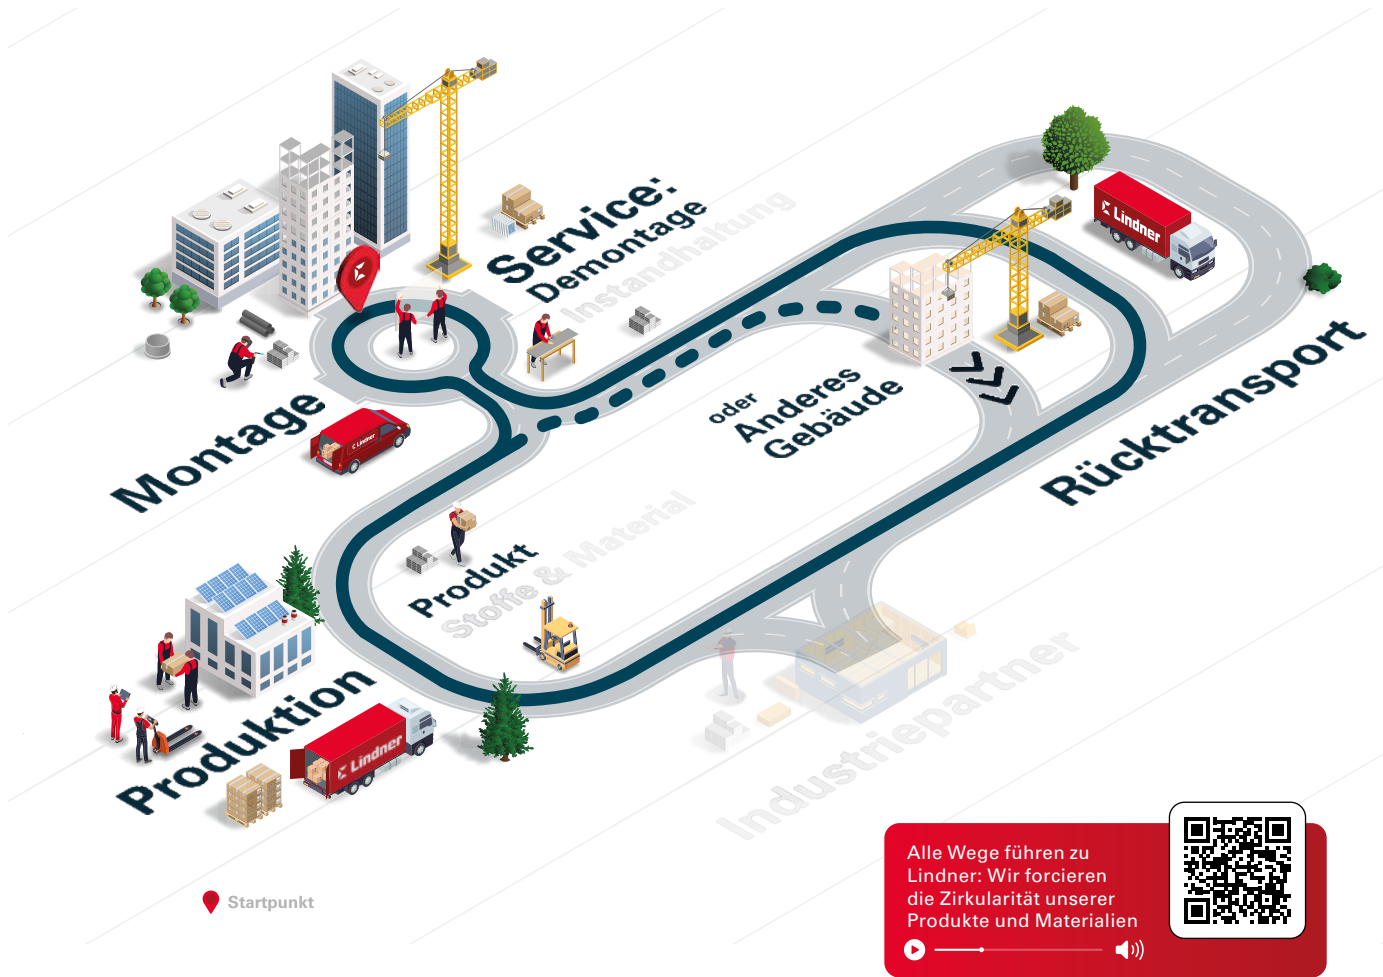 Service:
Demontage
Instandhaltung
Lindner
Rücktransport
oder
Anderes
Gebäude
Montage
Lindner
Produkt
Stoffe & Material
Produktion
Lindner
Industriepartner
Startpunkt
Alle Wege führen zu
Lindner: Wir forcieren
die Zirkularität unserer
Produkte und Materialien